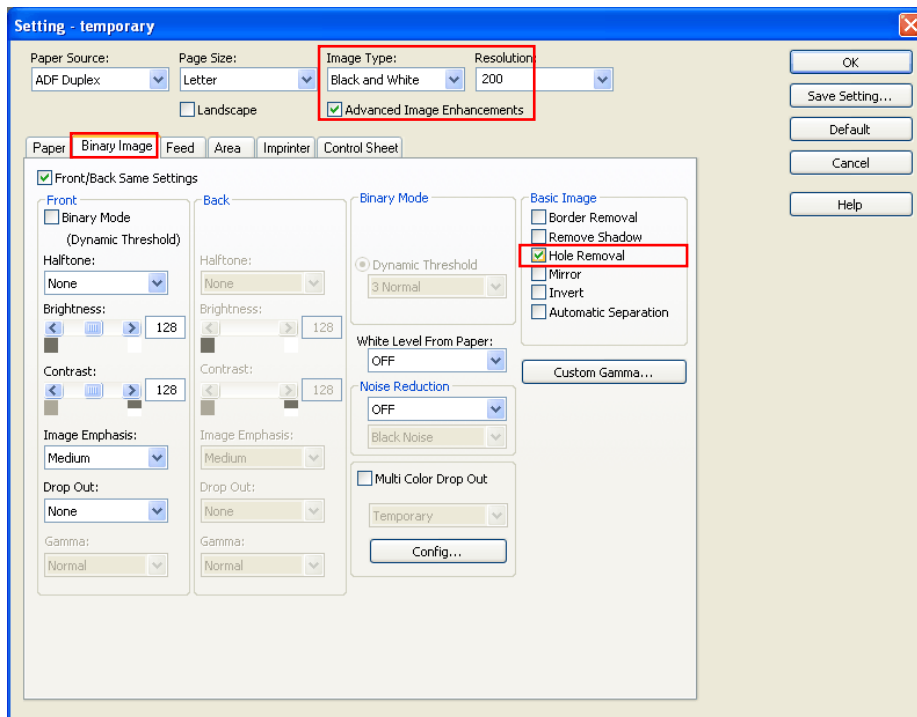 Setting - temporary
Paper Source: Page Size: Image Type: Resolution:
ADF Duplex Letter Black and White 200
Landscape Advanced Image Enhancements
OK
Save Setting...
Default
Cancel
Help
Paper Binary Image Feed Area Imprinter Control Sheet
Front/Back Same Settings
Front
Binary Mode
(Dynamic Threshold)
Halftone:
None
Brightness:
128
Contrast:
128
Image Emphasis:
Medium
Drop Out:
None
Gamma:
Normal
Back
Halftone:
None
Brightness:
128
Contrast:
128
Image Emphasis:
Medium
Drop Out:
None
Gamma:
Normal
Binary Mode
Dynamic Threshold
3 Normal
White Level From Paper:
OFF
Noise Reduction
OFF
Black Noise
Multi Color Drop Out
Temporary
Config...
Basic Image
Border Removal
Remove Shadow
Hole Removal
Mirror
Invert
Automatic Separation
Custom Gamma...